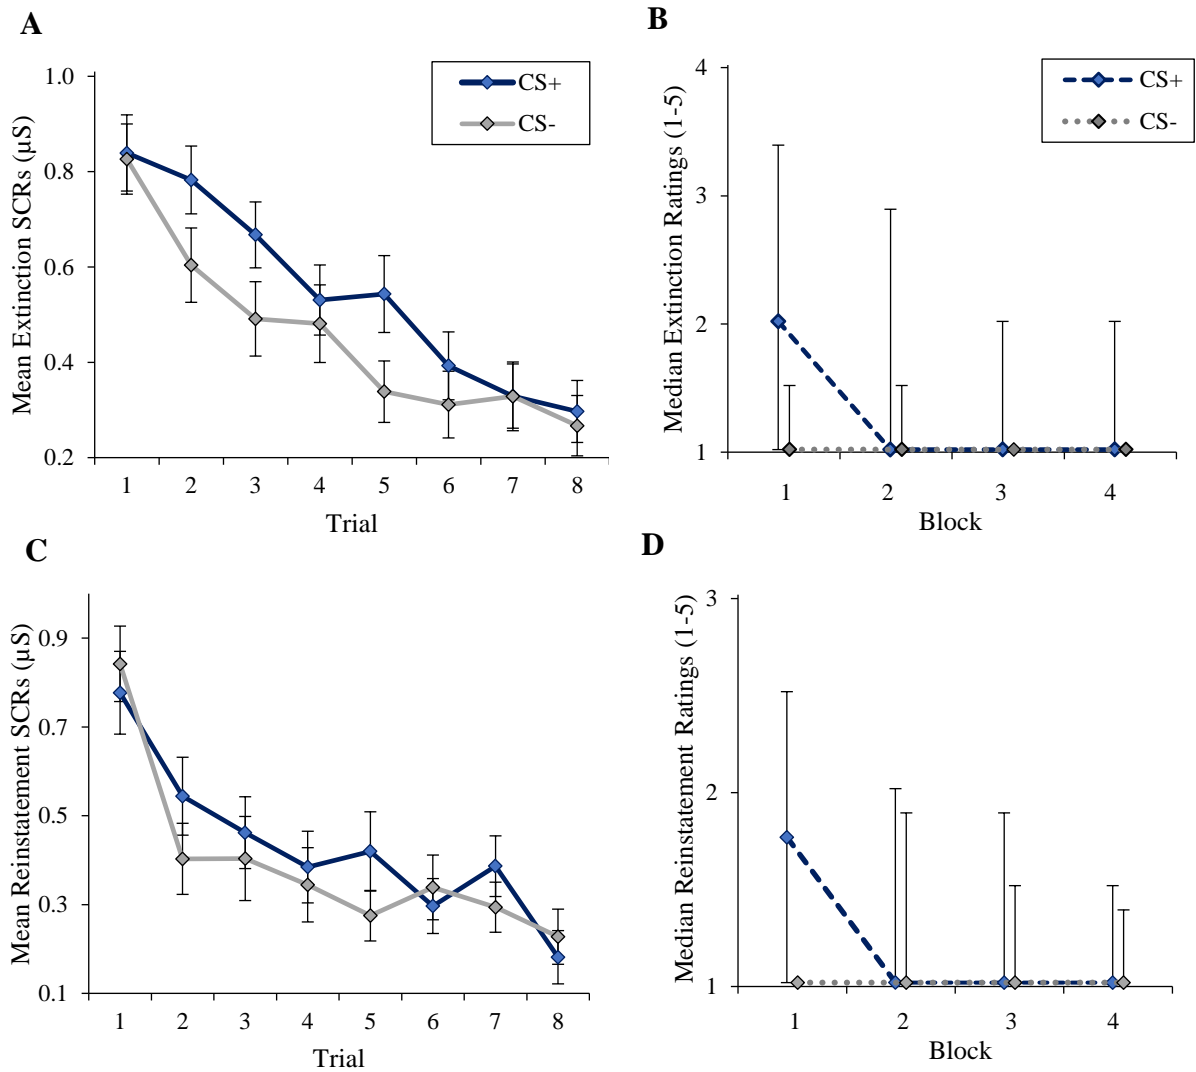 A
CS+
CS-
Mean Extinction SCRs (µS)
1.0
0.8
0.6
0.4
0.2
1 2 3 4 5 6 7 8
Trial
B
CS+
CS-
Median Extinction Ratings (1-5)
4
3
2
1
1 2 3 4
Block
C
Mean Reinstatement SCRs (µS)
0.9
0.7
0.5
0.3
0.1
1 2 3 4 5 6 7 8
Trial
D
Median Reinstatement Ratings (1-5)
3
2
1
1 2 3 4
Block